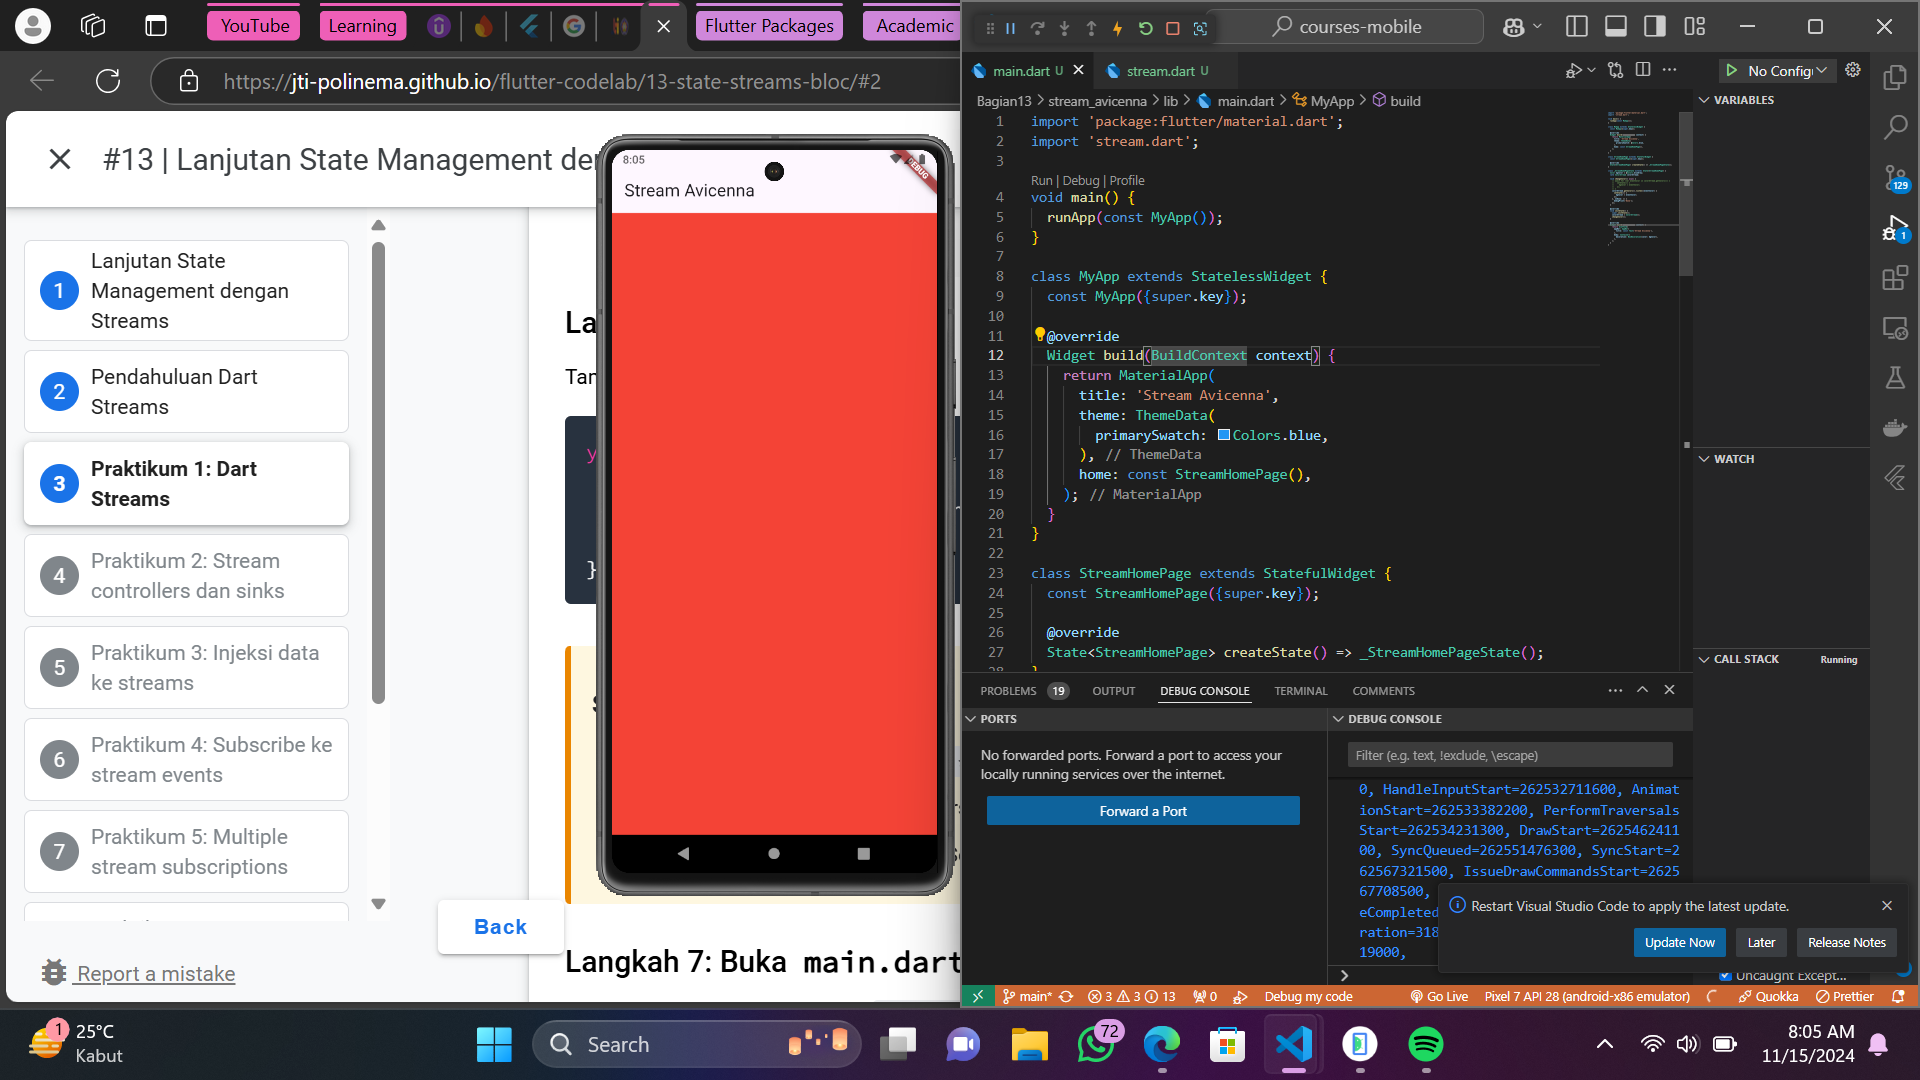 YouTube
Learning
Flutter Packages
Academic
https://jti-polinema.github.io/flutter-codelab/13-state-streams-bloc/#2
#13 | Lanjutan State Management
1
Lanjutan State
Management dengan
Streams
2
Pendahuluan Dart
Streams
3
Praktikum 1: Dart
Streams
4
Praktikum 2: Stream
controllers dan sinks
5
Praktikum 3: Injeksi data
ke streams
6
Praktikum 4: Subscribe ke
stream events
7
Praktikum 5: Multiple
stream subscriptions
Report a mistake
Back
La
Tar
y
}
Langkah 7: Buka main.dart
8:05
DEBUG
Stream Avicenna
courses-mobile
main.dart U
stream.dart U
No Config
Bagian13 > stream_avicenna > lib > main.dart > MyApp > build
1 import 'package:flutter/material.dart';
2 import 'stream.dart';
3
Run | Debug | Profile
4 void main() {
5 runApp(const MyApp());
6 }
7
8 class MyApp extends StatelessWidget {
9 const MyApp({super.key});
10
11 @override
12 Widget build(BuildContext context) {
13 return MaterialApp(
14 title: 'Stream Avicenna',
15 theme: ThemeData(
16 primarySwatch: Colors.blue,
17 ), // ThemeData
18 home: const StreamHomePage(),
19 ); // MaterialApp
20 }
21 }
22
23 class StreamHomePage extends StatefulWidget {
24 const StreamHomePage({super.key});
25
26 @override
27 State<StreamHomePage> createState() => _StreamHomePageState();
28 }
VARIABLES
WATCH
CALL STACK
Running
129
1
PROBLEMS 19
OUTPUT
DEBUG CONSOLE
TERMINAL
COMMENTS
PORTS
No forwarded ports. Forward a port to access your
locally running services over the internet.
Forward a Port
DEBUG CONSOLE
Filter (e.g. text, !exclude, \escape)
0, HandleInputStart=262532711600, Animat
ionStart=262533382200, PerformTraversals
Start=262534231300, DrawStart=2625462411
00, SyncQueued=262551476300, SyncStart=2
62567321500, IssueDrawCommandsStart=2625
67708500,
eCompleted
ration=318
19000,
Restart Visual Studio Code to apply the latest update.
Update Now
Later
Release Notes
Uncaught Except...
main*
3
3
13
0
Debug my code
Go Live
Pixel 7 API 28 (android-x86 emulator)
Quokka
Prettier
1
25°C
Kabut
Search
72
8:05 AM
11/15/2024